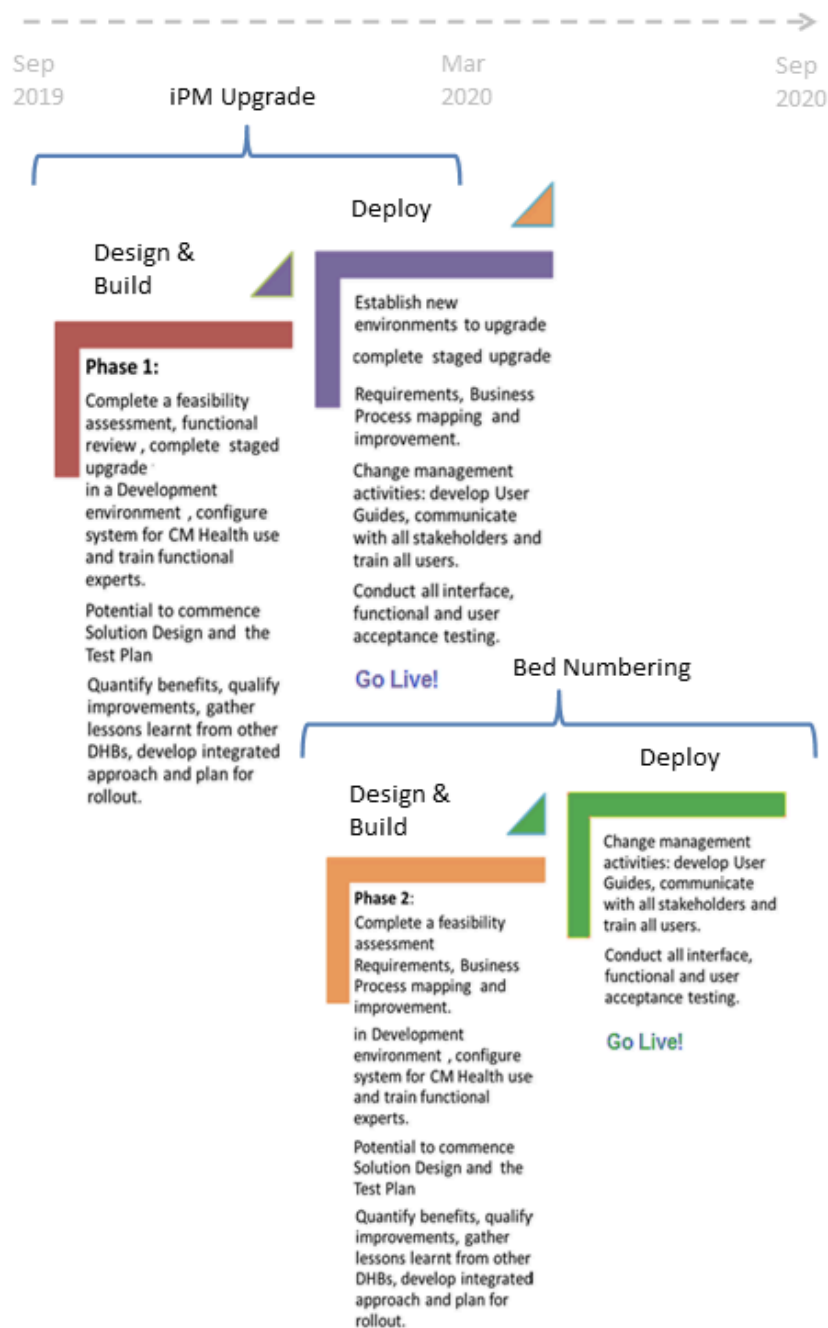 Sep
2019
Mar
2020
Sep
2020
iPM Upgrade
Design &
Build
Phase 1:
Complete a feasibility
assessment, functional
review , complete staged
upgrade
in a Development
environment , configure
system for CM Health use
and train functional
experts.
Potential to commence
Solution Design and the
Test Plan
Quantify benefits, qualify
improvements, gather
lessons learnt from other
DHBs, develop integrated
approach and plan for
rollout.
Deploy
Establish new
environments to upgrade
complete staged upgrade
Requirements, Business
Process mapping and
improvement.
Change management
activities: develop User
Guides, communicate
with all stakeholders and
train all users.
Conduct all interface,
functional and user
acceptance testing.
Go Live!
Bed Numbering
Design &
Build
Phase 2:
Complete a feasibility
assessment
Requirements, Business
Process mapping and
improvement.
in Development
environment , configure
system for CM Health use
and train functional
experts.
Potential to commence
Solution Design and the
Test Plan
Quantify benefits, qualify
improvements, gather
lessons learnt from other
DHBs, develop integrated
approach and plan for
rollout.
Deploy
Change management
activities: develop User
Guides, communicate
with all stakeholders and
train all users.
Conduct all interface,
functional and user
acceptance testing.
Go Live!